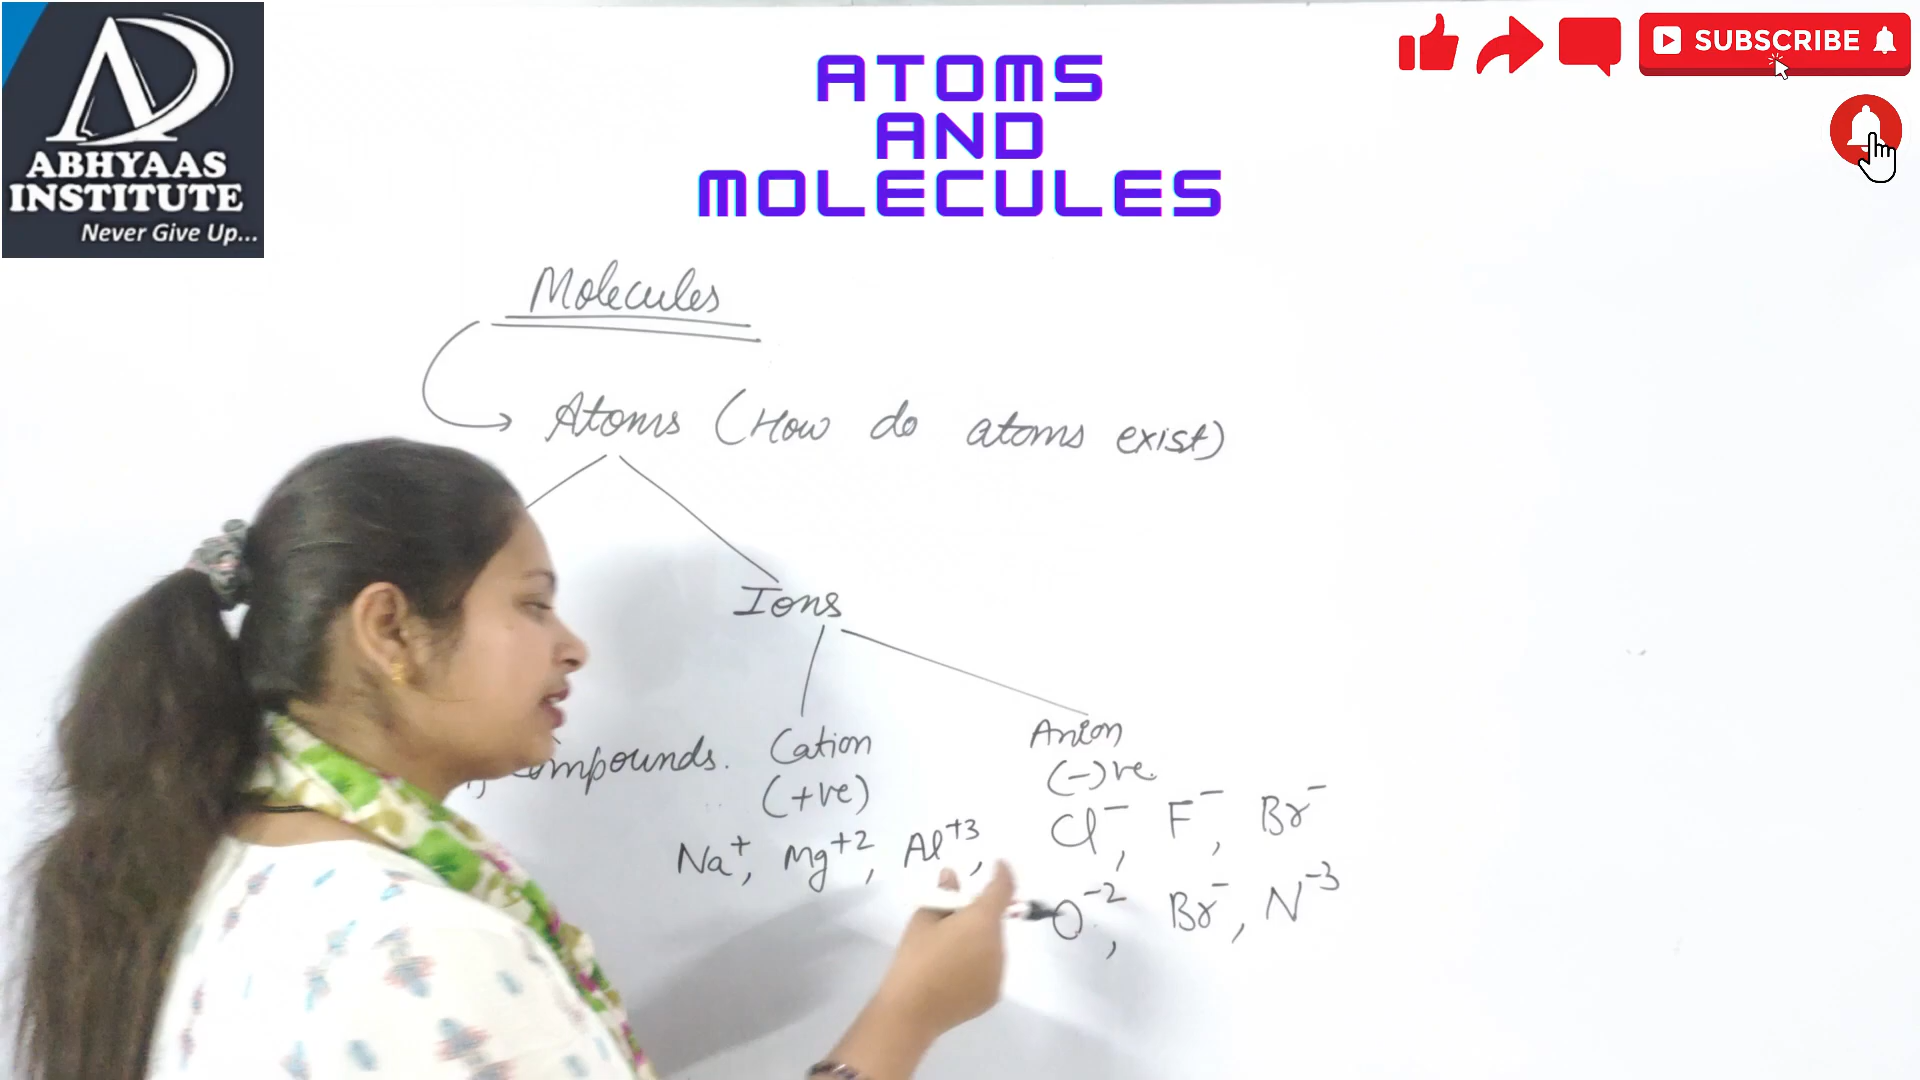 ABHYAAS
INSTITUTE
Never Give Up...
ATOMS
AND
MOLECULES
SUBSCRIBE
Molecules
Atoms (How do atoms exist)
Ions
Cation
(+ve)
Na⁺, Mg⁺², Al⁺³,
Anion
(-)ve.
Cl⁻, F⁻, Br⁻
O⁻², Br⁻, N⁻³